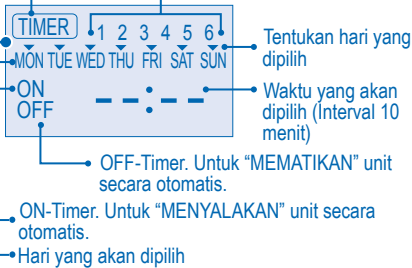 TIMER 1 2 3 4 5 6
MON TUE WED THU FRI SAT SUN
ON
OFF
--:--
Tentukan hari yang
dipilih
Waktu yang akan
dipilih (Interval 10
menit)
OFF-Timer. Untuk “MEMATIKAN” unit
secara otomatis.
ON-Timer. Untuk “MENYALAKAN” unit secara
otomatis.
Hari yang akan dipilih